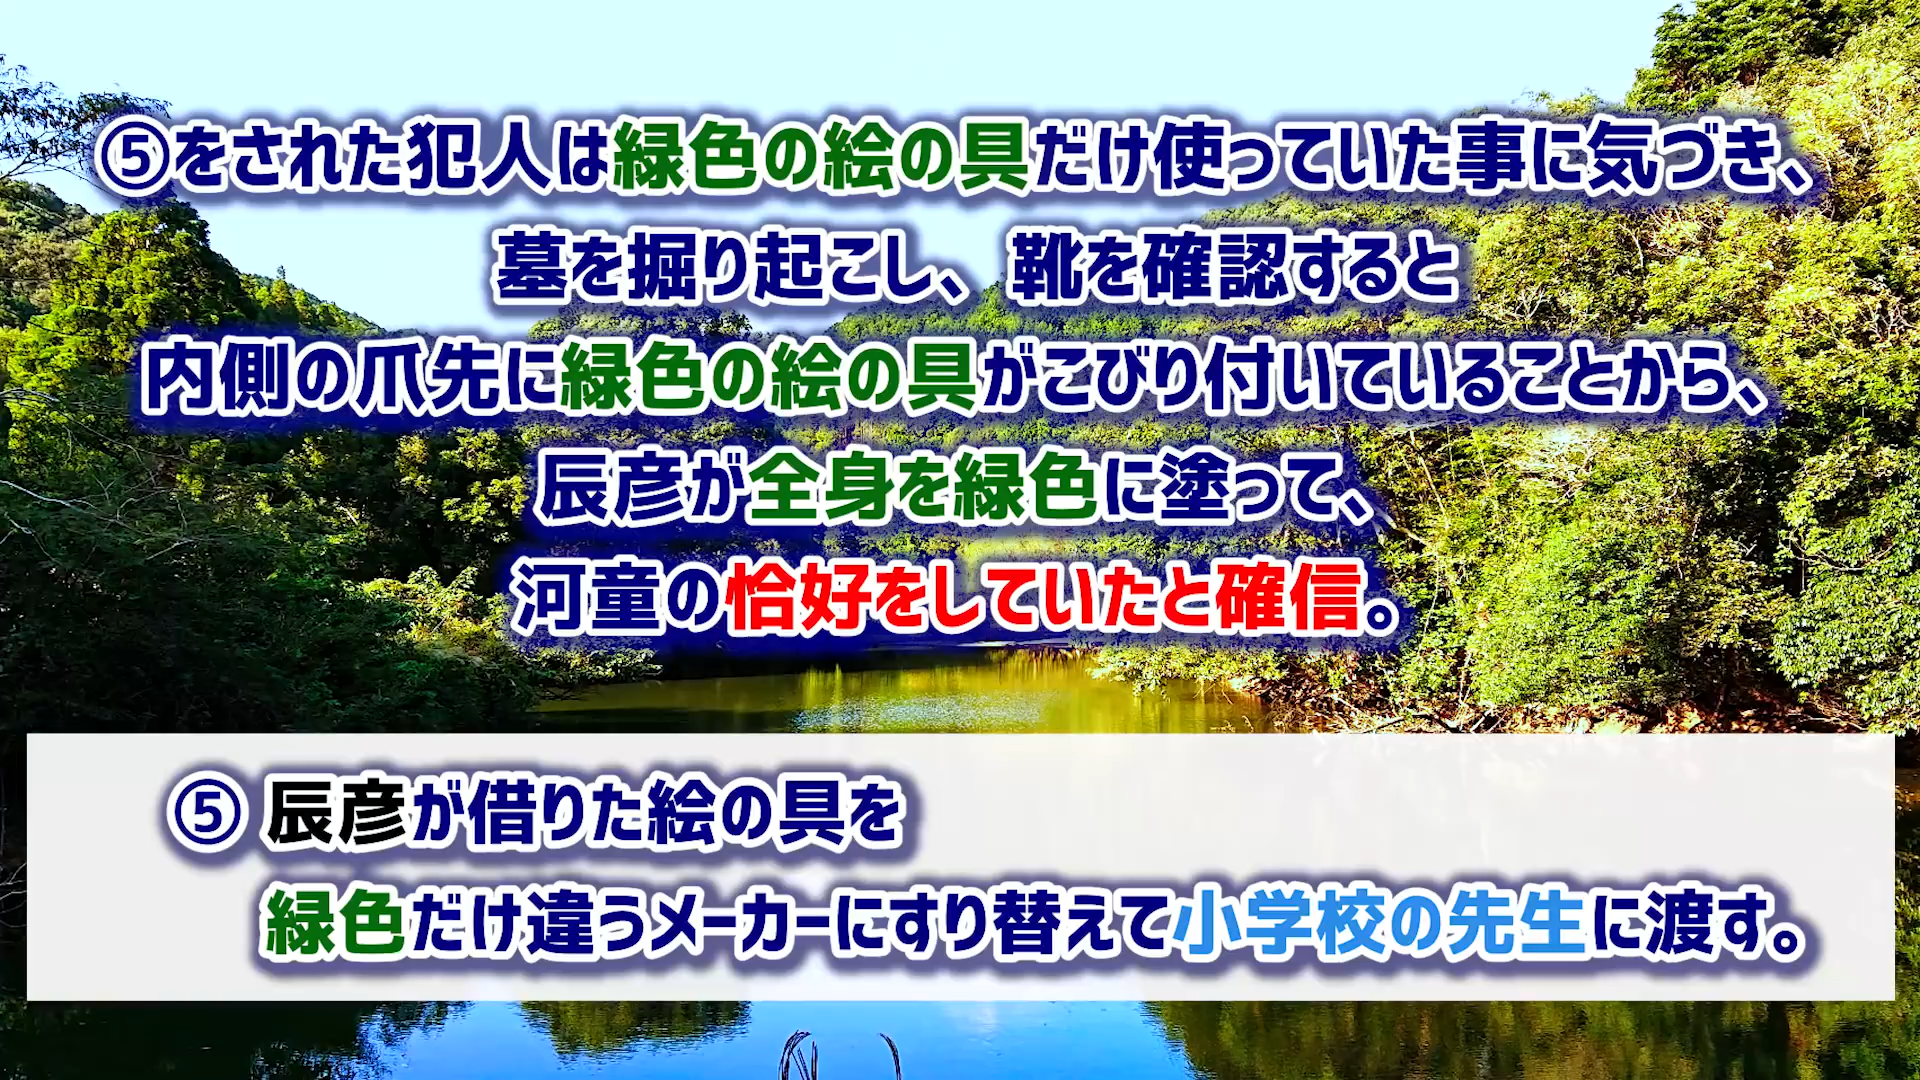 ⑤をされた犯人は緑色の絵の具だけ使っていた事に気づき、
墓を掘り起こし、靴を確認すると
内側の爪先に緑色の絵の具がこびり付いていることから、
辰彦が全身を緑色に塗って、
河童の恰好をしていたと確信。
⑤ 辰彦が借りた絵の具を
緑色だけ違うメーカーにすり替えて小学校の先生に渡す。